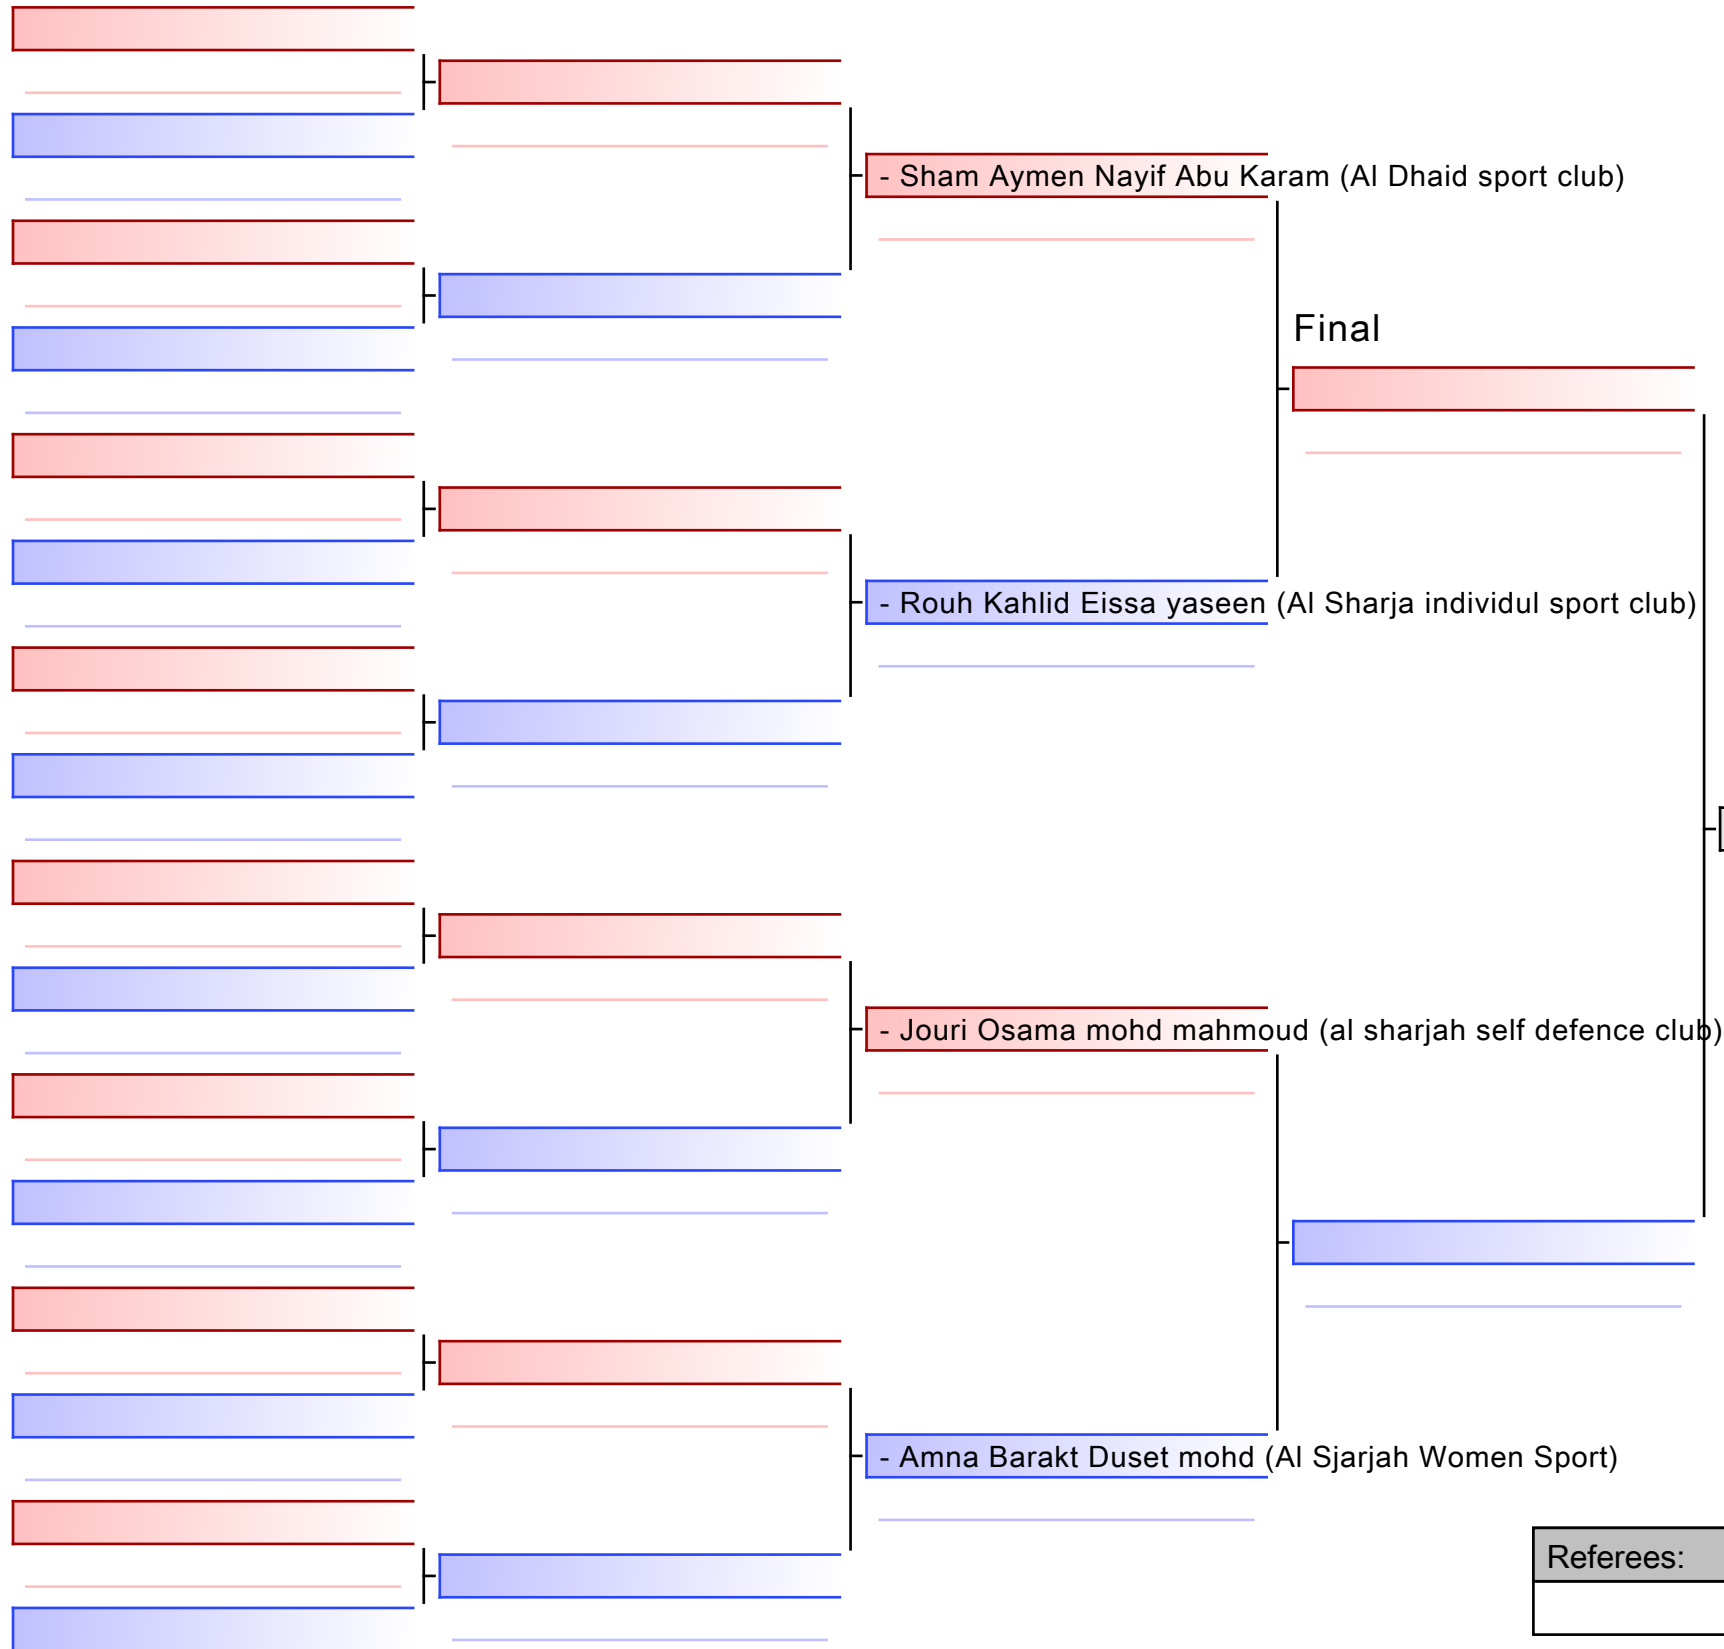 - Sham Aymen Nayif Abu Karam (Al Dhaid sport club)
Final
- Rouh Kahlid Eissa yaseen (Al Sharja individul sport club)
- Jouri Osama mohd mahmoud (al sharjah self defence club)
- Amna Barakt Duset mohd (Al Sjarjah Women Sport)
Referees: